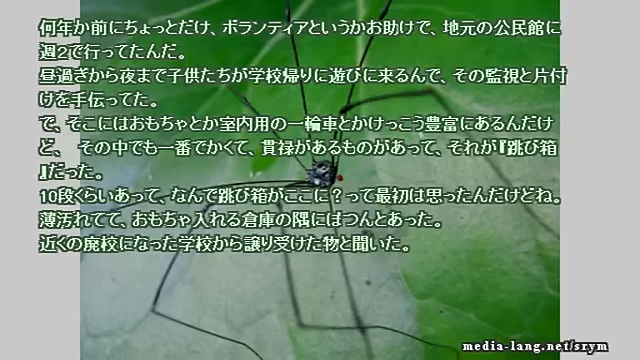 何年か前にちょっとだけ、ボランティアというかお助けで、地元の公民館に
週2で行ってたんだ。
昼過ぎから夜まで子供たちが学校帰りに遊びに来るんで、その監視と片付
けを手伝ってた。
で、そこにはおもちゃとか室内用の一輪車とかけっこう豊富にあるんだけ
ど、　その中でも一番でかくて、貫禄があるものがあって、それが『跳び箱
』だった。
10段くらいあって、なんで跳び箱がここに？って最初は思ったんだけどね。
薄汚れてて、おもちゃ入れる倉庫の隅にぽつんとあった。
近くの廃校になった学校から譲り受けた物と聞いた。
media-lang.net/srym